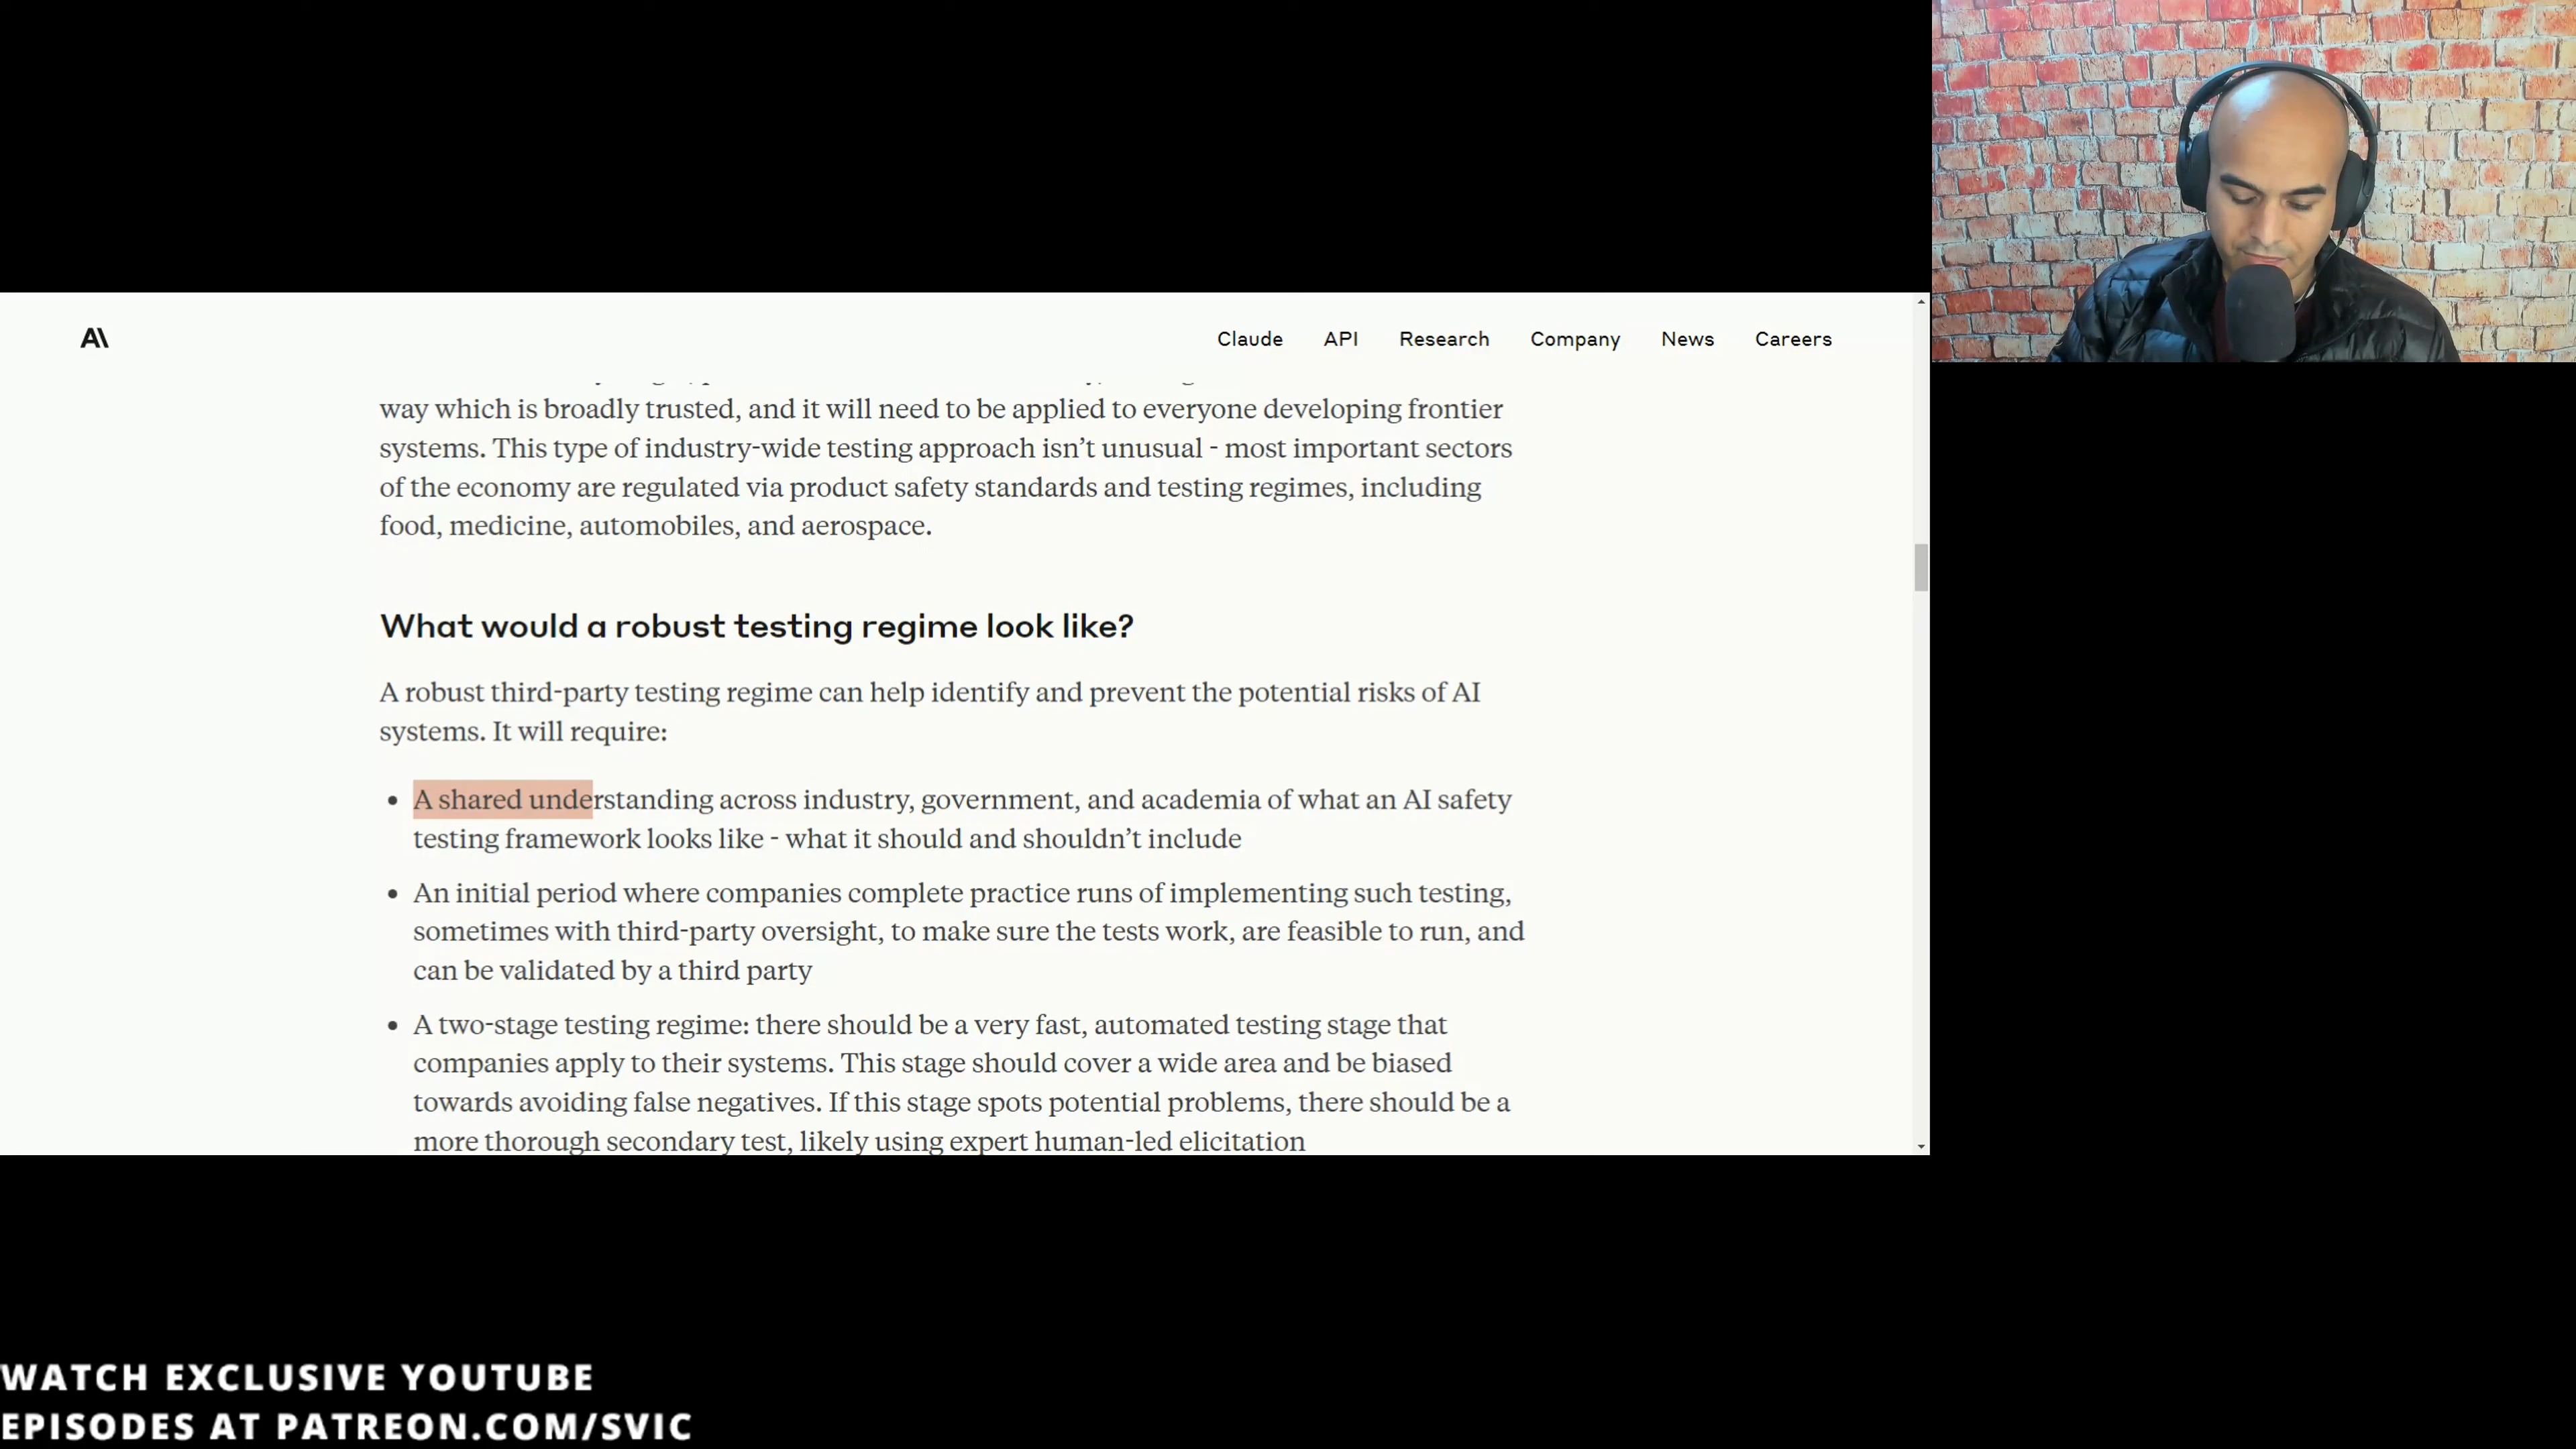 A\
Claude API Research Company News Careers
way which is broadly trusted, and it will need to be applied to everyone developing frontier
systems. This type of industry-wide testing approach isn’t unusual - most important sectors
of the economy are regulated via product safety standards and testing regimes, including
food, medicine, automobiles, and aerospace.
What would a robust testing regime look like?
A robust third-party testing regime can help identify and prevent the potential risks of AI
systems. It will require:
• A shared understanding across industry, government, and academia of what an AI safety
testing framework looks like - what it should and shouldn’t include
• An initial period where companies complete practice runs of implementing such testing,
sometimes with third-party oversight, to make sure the tests work, are feasible to run, and
can be validated by a third party
• A two-stage testing regime: there should be a very fast, automated testing stage that
companies apply to their systems. This stage should cover a wide area and be biased
towards avoiding false negatives. If this stage spots potential problems, there should be a
more thorough secondary test, likely using expert human-led elicitation
WATCH EXCLUSIVE YOUTUBE
EPISODES AT PATREON.COM/SVIC